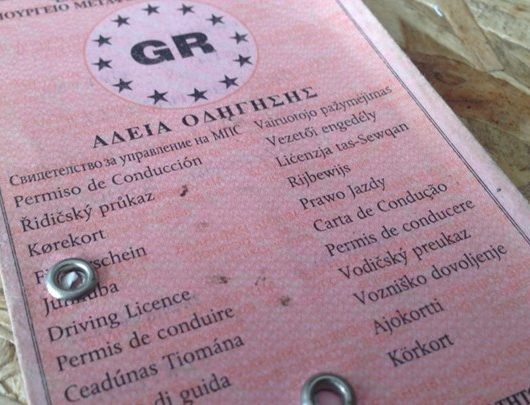 GR
ΑΔΕΙΑ ΟΔΗΓΗΣΗΣ
Свидетелство за управление на МПС
Permiso de Conducción
Řidičský průkaz
Kørekort
Driving Licence
Permis de conduire
Ceadúnas Tiomána
di guida
Vairuotojo pažymėjimas
Vezetői engedély
Liċenzja tas-Sewqan
Rijbewijs
Prawo Jazdy
Carta de Condução
Permis de conducere
Vodičský preukaz
Vozniško dovoljenje
Ajokortti
Körkort